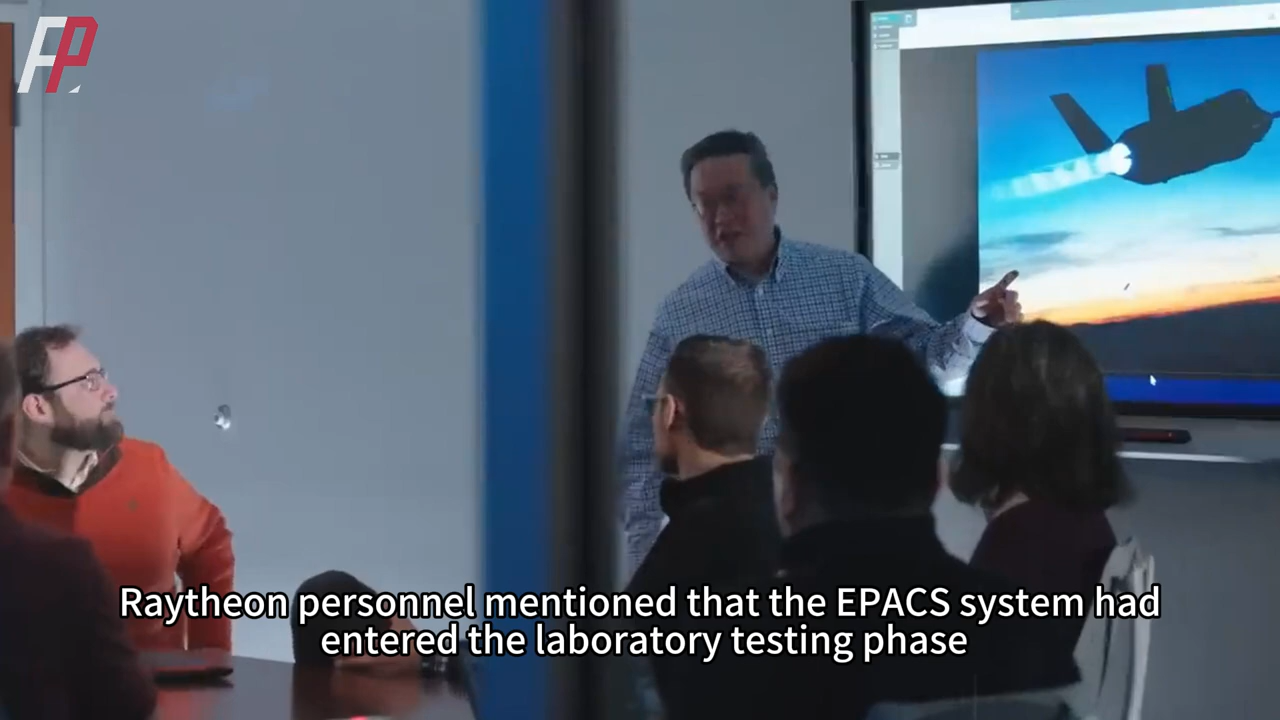 FP
Raytheon personnel mentioned that the EPACS system had
entered the laboratory testing phase